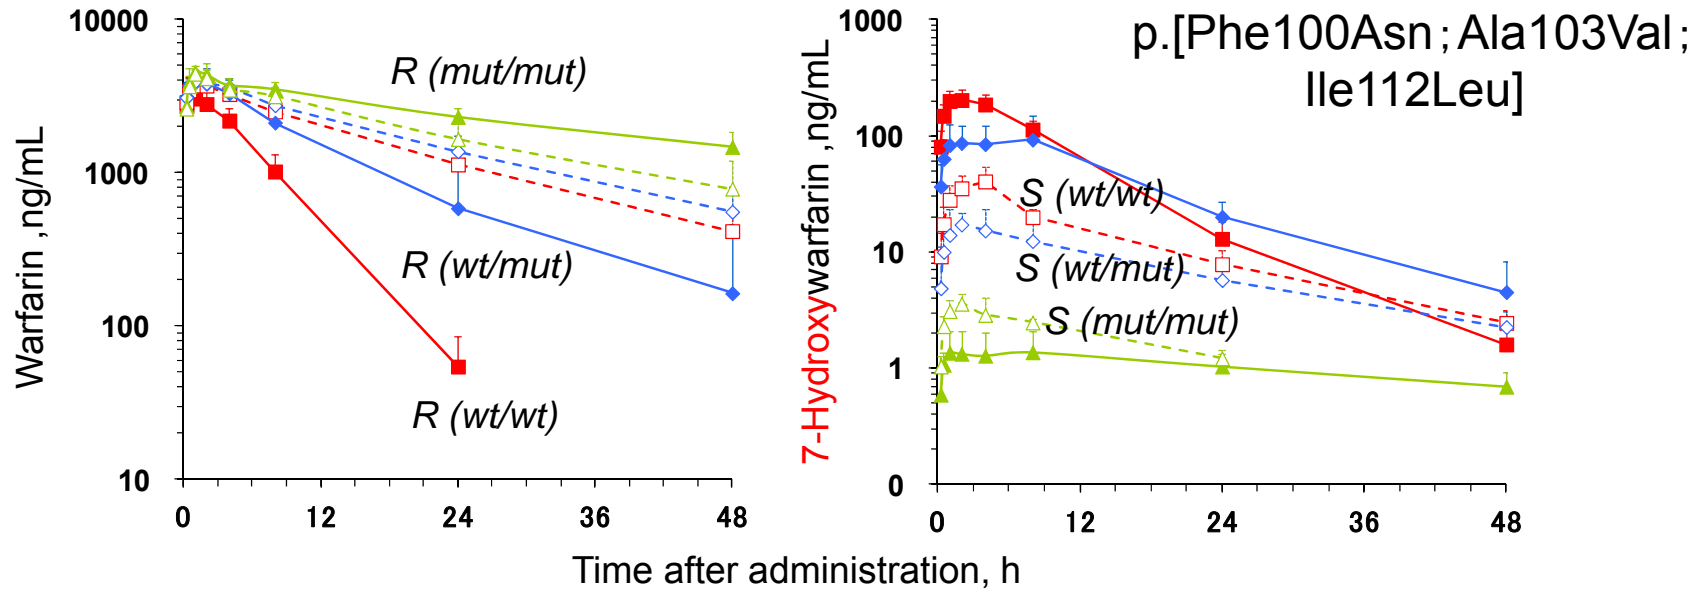 10000
1000
100
10
Warfarin ,ng/mL
R (mut/mut)
R (wt/mut)
R (wt/wt)
0 12 24 36 48
1000
100
10
1
0
7-Hydroxywarfarin ,ng/mL
p.[Phe100Asn ; Ala103Val ;
Ile112Leu]
S (wt/wt)
S (wt/mut)
S (mut/mut)
0 12 24 36 48
Time after administration, h